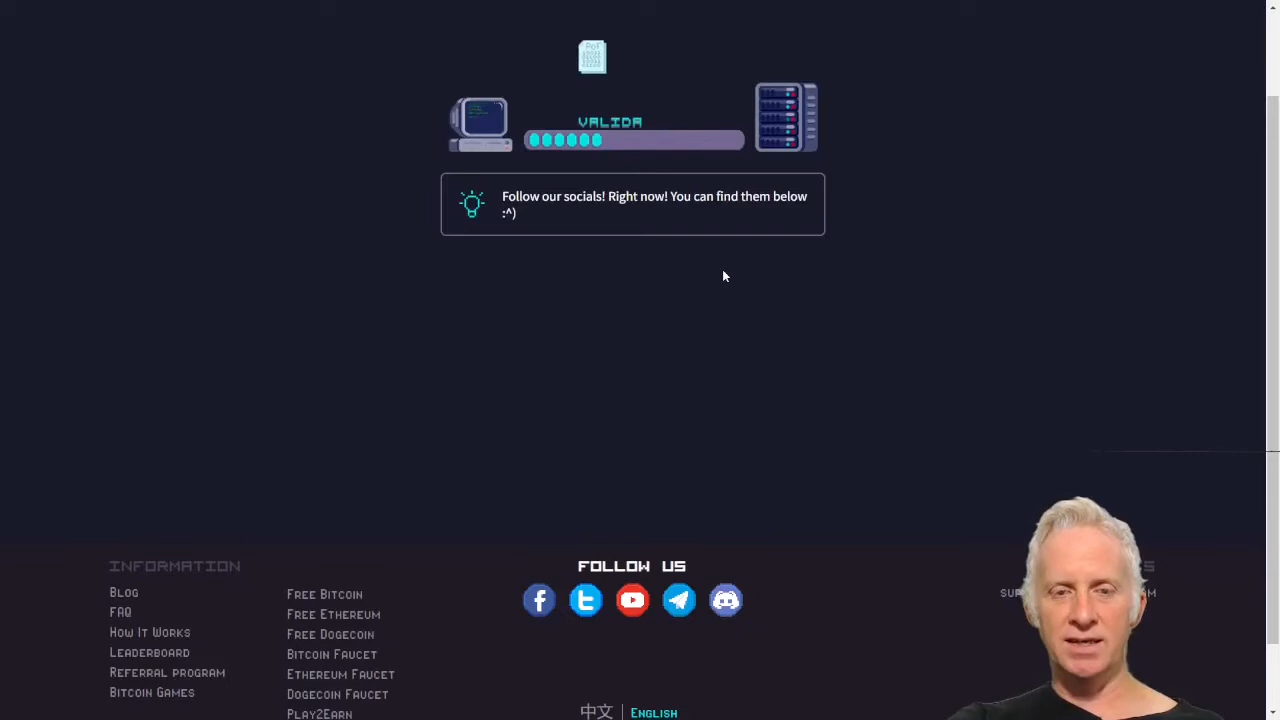 PoF
VALIDA
Follow our socials! Right now! You can find them below
:^)
INFORMATION
FOLLOW US
Blog
FAQ
How It Works
Leaderboard
Referral program
Bitcoin Games
Free Bitcoin
Free Ethereum
Free Dogecoin
Bitcoin Faucet
Ethereum Faucet
Dogecoin Faucet
Play2Earn
中文 | English